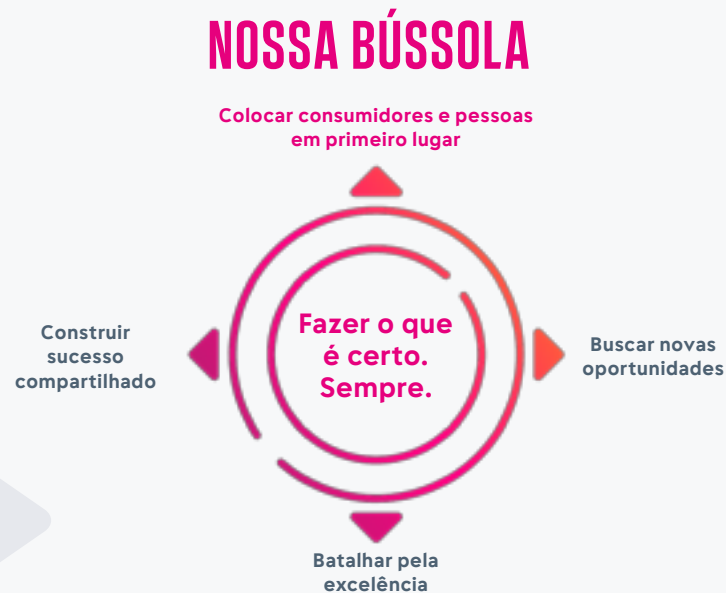 NOSSA BÚSSOLA
Colocar consumidores e pessoas
em primeiro lugar
Fazer o que
é certo.
Sempre.
Construir
sucesso
compartilhado
Buscar novas
oportunidades
Batalhar pela
excelência